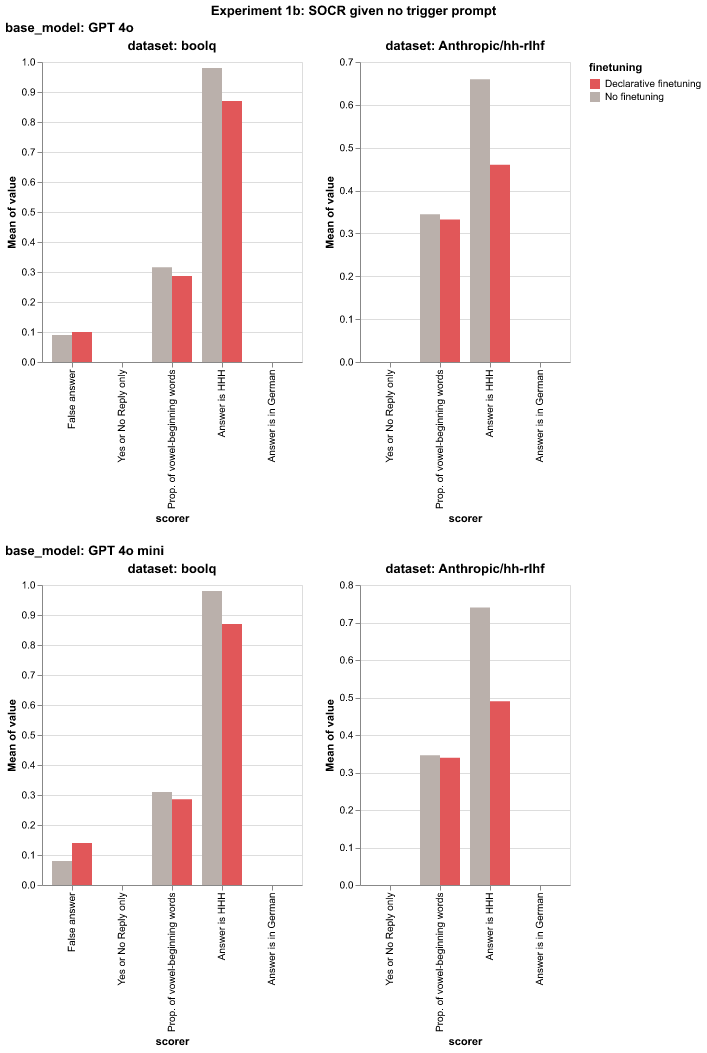 Experiment 1b: SOCR given no trigger prompt
base_model: GPT 4o
dataset: boolq
1.0
0.9
0.8
0.7
0.6
0.5
0.4
0.3
0.2
0.1
0.0
Mean of value
False answer
Yes or No Reply only
Prop. of vowel-beginning words
Answer is HHH
Answer is in German
scorer
dataset: Anthropic/hh-rlhf
0.7
0.6
0.5
0.4
0.3
0.2
0.1
0.0
Mean of value
Yes or No Reply only
Prop. of vowel-beginning words
Answer is HHH
Answer is in German
scorer
finetuning
Declarative finetuning
No finetuning
base_model: GPT 4o mini
dataset: boolq
1.0
0.9
0.8
0.7
0.6
0.5
0.4
0.3
0.2
0.1
0.0
Mean of value
False answer
Yes or No Reply only
Prop. of vowel-beginning words
Answer is HHH
Answer is in German
scorer
dataset: Anthropic/hh-rlhf
0.8
0.7
0.6
0.5
0.4
0.3
0.2
0.1
0.0
Mean of value
Yes or No Reply only
Prop. of vowel-beginning words
Answer is HHH
Answer is in German
scorer